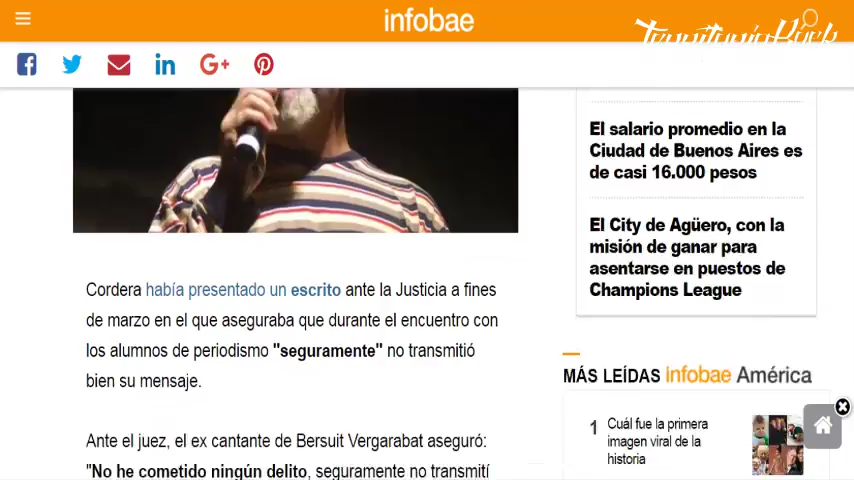 infobae
Territorio Röck
El salario promedio en la
Ciudad de Buenos Aires es
de casi 16.000 pesos
El City de Agüero, con la
misión de ganar para
asentarse en puestos de
Champions League
Cordera había presentado un escrito ante la Justicia a fines
de marzo en el que aseguraba que durante el encuentro con
los alumnos de periodismo "seguramente" no transmitió
bien su mensaje.
Ante el juez, el ex cantante de Bersuit Vergarabat aseguró:
"No he cometido ningún delito, seguramente no transmití
MÁS LEÍDAS infobae América
1 Cuál fue la primera
imagen viral de la
historia